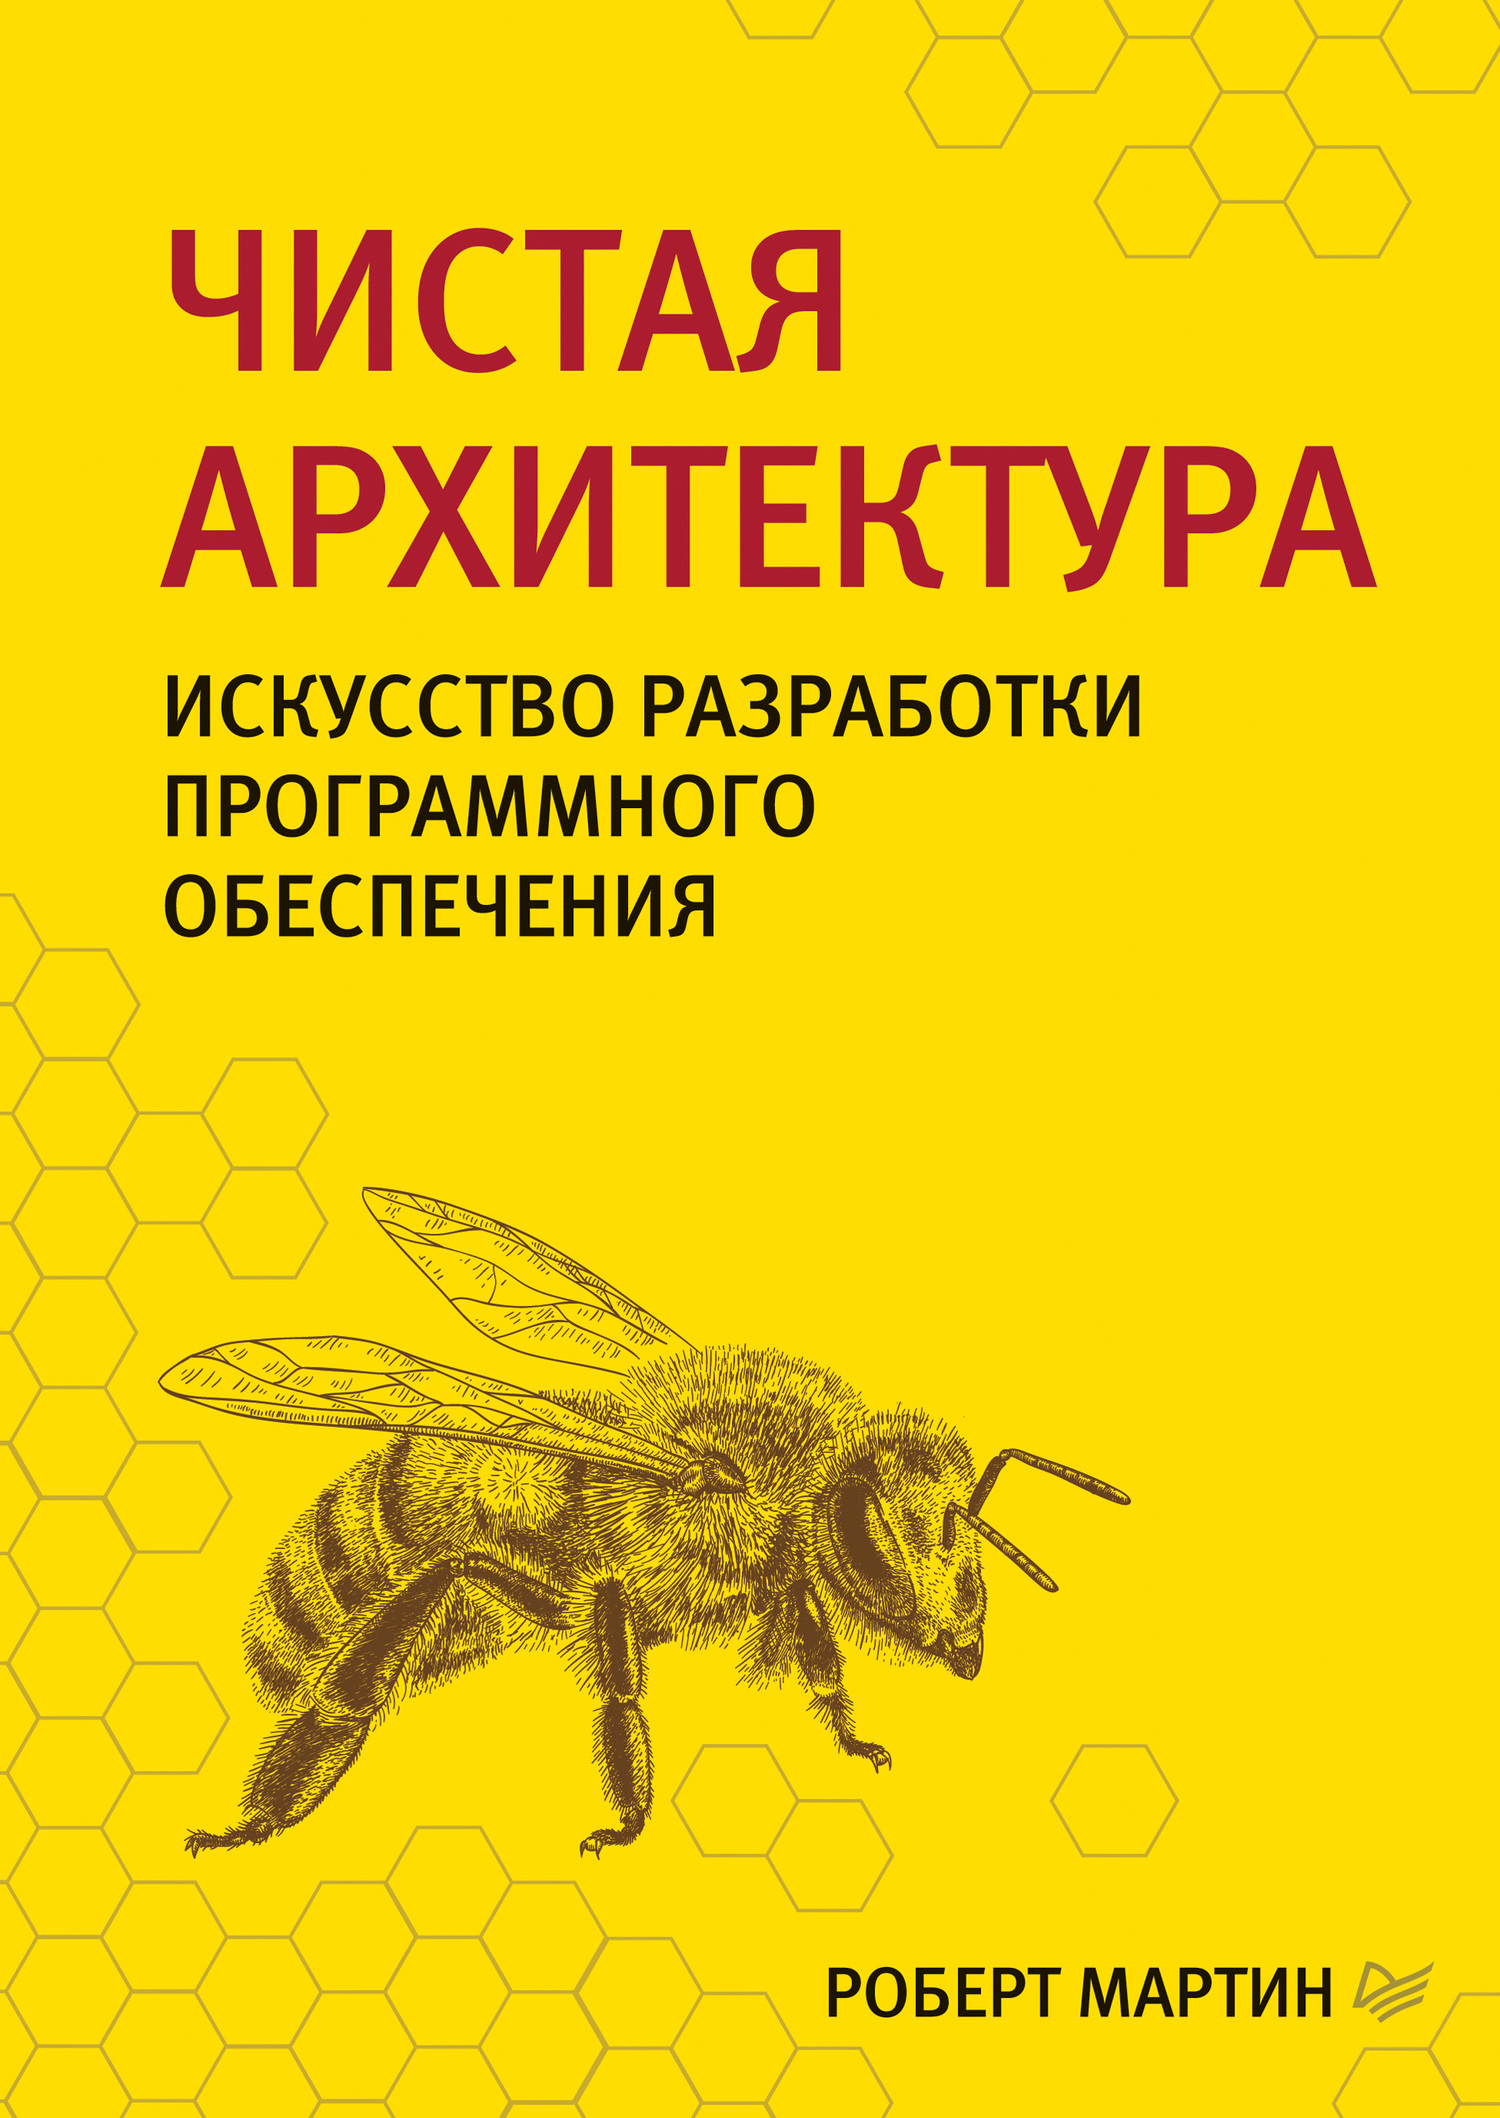 ЧИСТАЯ
АРХИТЕКТУРА
ИСКУССТВО РАЗРАБОТКИ
ПРОГРАММНОГО
ОБЕСПЕЧЕНИЯ
РОБЕРТ МАРТИН